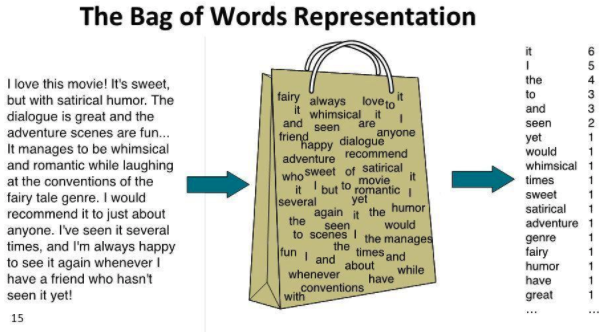 The Bag of Words Representation
I love this movie! It's sweet,
but with satirical humor. The
dialogue is great and the
adventure scenes are fun...
It manages to be whimsical
and romantic while laughing
at the conventions of the
fairy tale genre. I would
recommend it to just about
anyone. I've seen it several
times, and I'm always happy
to see it again whenever I
have a friend who hasn't
seen it yet!
15
fairy always love to it
it whimsical it I
and seen are anyone
friend happy dialogue
adventure recommend
who sweet of satirical
it I but to movie it
romantic I
several yet
again it the humor
the seen would
to scenes I the manages
fun I and the times and
whenever about while
conventions have
with
it 6
I 5
the 4
to 3
and 3
seen 2
yet 1
would 1
whimsical 1
times 1
sweet 1
satirical 1
adventure 1
genre 1
fairy 1
humor 1
have 1
great 1
... ...